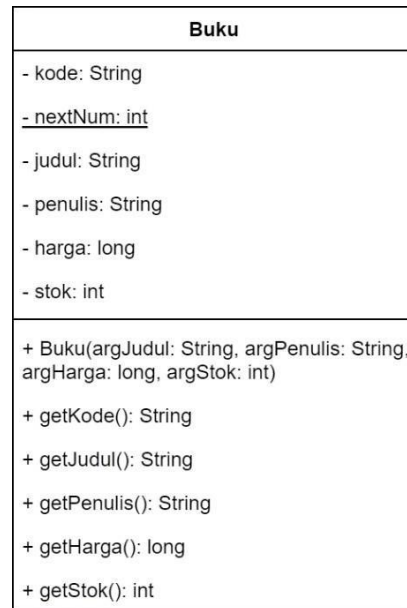 Buku
- kode: String
- nextNum: int
- judul: String
- penulis: String
- harga: long
- stok: int
+ Buku(argJudul: String, argPenulis: String,
argHarga: long, argStok: int)
+ getKode(): String
+ getJudul(): String
+ getPenulis(): String
+ getHarga(): long
+ getStok(): int